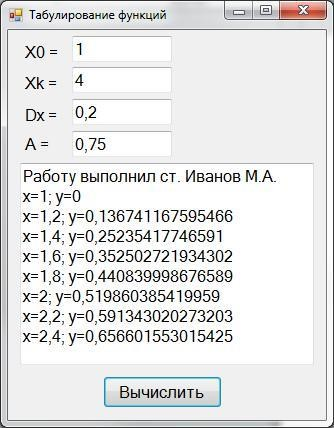 Табулирование функций
X0 = 1
Xk = 4
Dx = 0,2
A = 0,75
Работу выполнил ст. Иванов М.А.
x=1; y=0
x=1,2; y=0,136741167595466
x=1,4; y=0,25235417746591
x=1,6; y=0,352502721934302
x=1,8; y=0,440839998676589
x=2; y=0,519860385419959
x=2,2; y=0,591343020273203
x=2,4; y=0,656601553015425
Вычислить